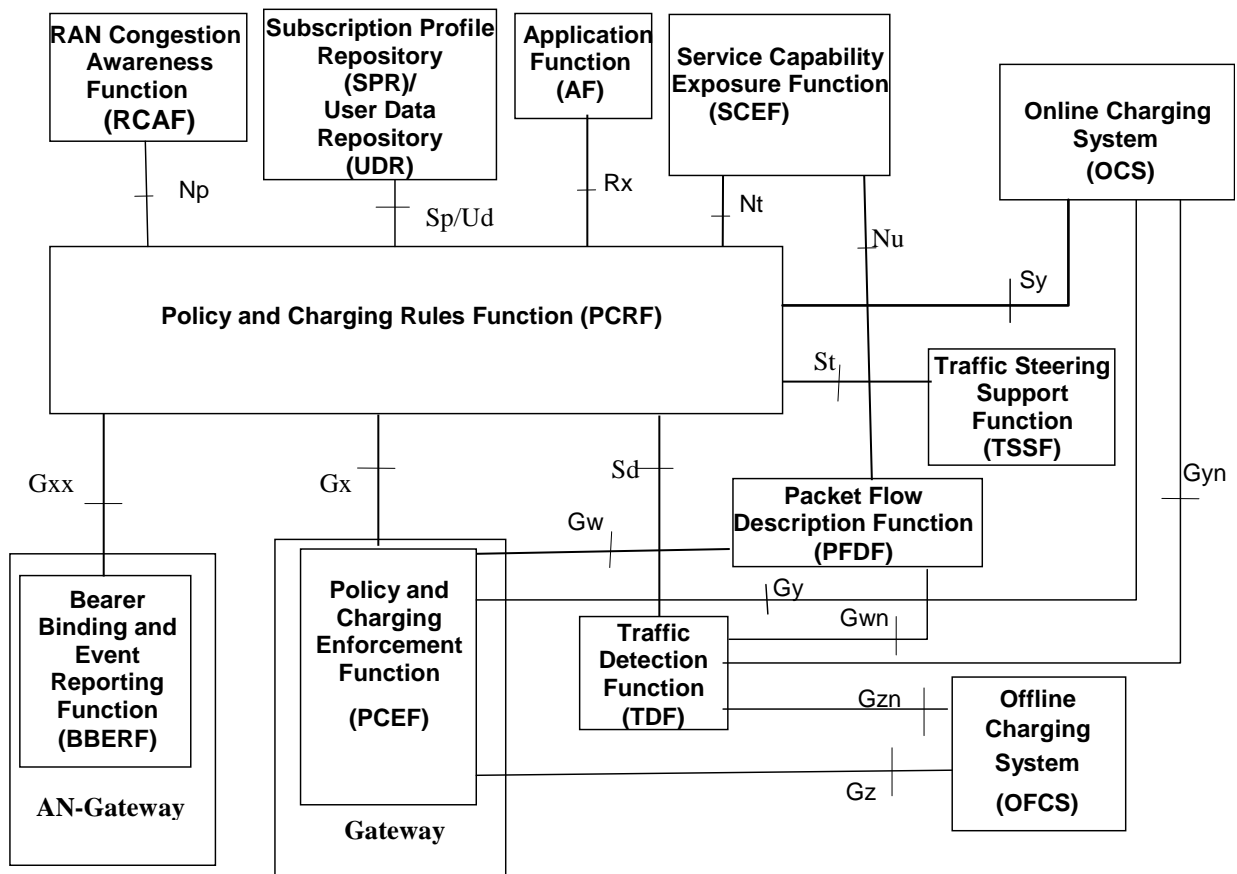 RAN Congestion
Awareness
Function
(RCAF)
Subscription Profile
Repository
(SPR)/
User Data
Repository
(UDR)
Application
Function
(AF)
Service Capability
Exposure Function
(SCEF)
Online Charging
System
(OCS)
Np
Sp/Ud
Rx
Nt
Nu
Sy
Policy and Charging Rules Function (PCRF)
St
Traffic Steering
Support
Function
(TSSF)
Gxx
Gx
Sd
Gyn
Packet Flow
Description Function
(PFDF)
Gw
Gy
Gwn
Bearer
Binding and
Event
Reporting
Function
(BBERF)
AN-Gateway
Policy and
Charging
Enforcement
Function
(PCEF)
Gateway
Traffic
Detection
Function
(TDF)
Gzn
Gz
Offline
Charging
System
(OFCS)